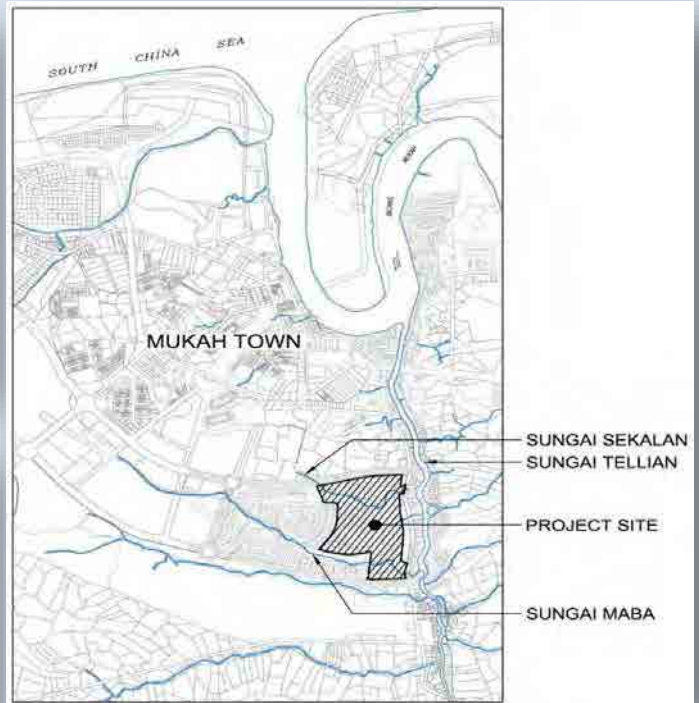 SOUTH CHINA SEA
MUKAH TOWN
SUNGAI SEKALAN
SUNGAI TELLIAN
PROJECT SITE
SUNGAI MABA